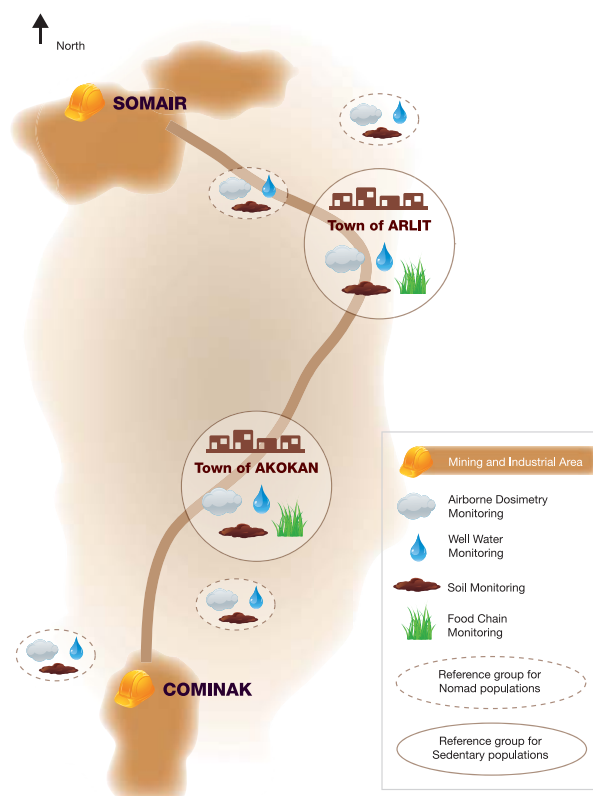 North
SOMAIR
Town of ARLIT
Town of AKOKAN
COMINAK
Mining and Industrial Area
Airborne Dosimetry
Monitoring
Well Water
Monitoring
Soil Monitoring
Food Chain
Monitoring
Reference group for
Nomad populations
Reference group for
Sedentary populations